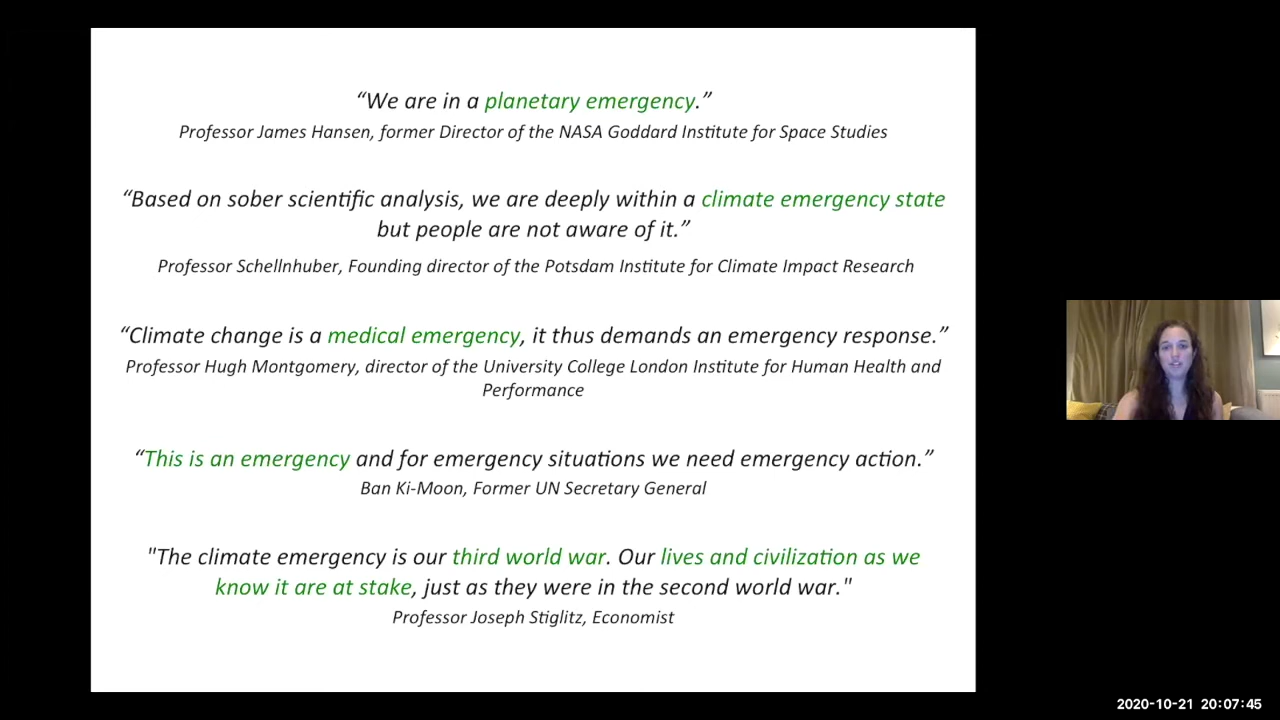 “We are in a planetary emergency.”
Professor James Hansen, former Director of the NASA Goddard Institute for Space Studies
“Based on sober scientific analysis, we are deeply within a climate emergency state
but people are not aware of it.”
Professor Schellnhuber, Founding director of the Potsdam Institute for Climate Impact Research
“Climate change is a medical emergency, it thus demands an emergency response.”
Professor Hugh Montgomery, director of the University College London Institute for Human Health and
Performance
“This is an emergency and for emergency situations we need emergency action.”
Ban Ki-Moon, Former UN Secretary General
"The climate emergency is our third world war. Our lives and civilization as we
know it are at stake, just as they were in the second world war."
Professor Joseph Stiglitz, Economist
2020-10-21 20:07:45